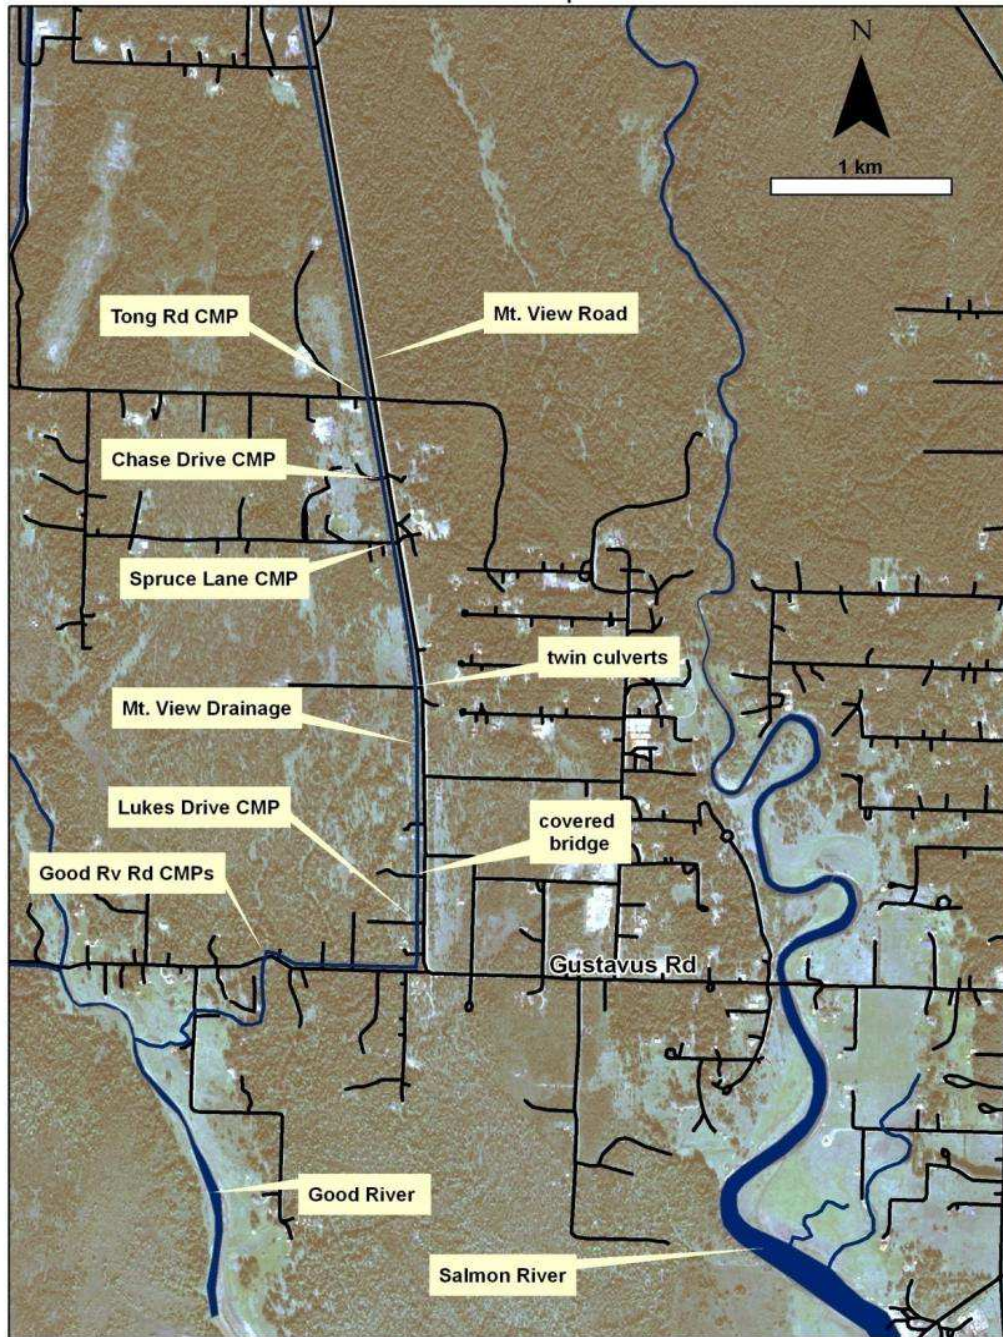 N
1 km
Tong Rd CMP
Mt. View Road
Chase Drive CMP
Spruce Lane CMP
twin culverts
Mt. View Drainage
Lukes Drive CMP
covered
bridge
Good Rv Rd CMPs
Gustavus Rd
Good River
Salmon River